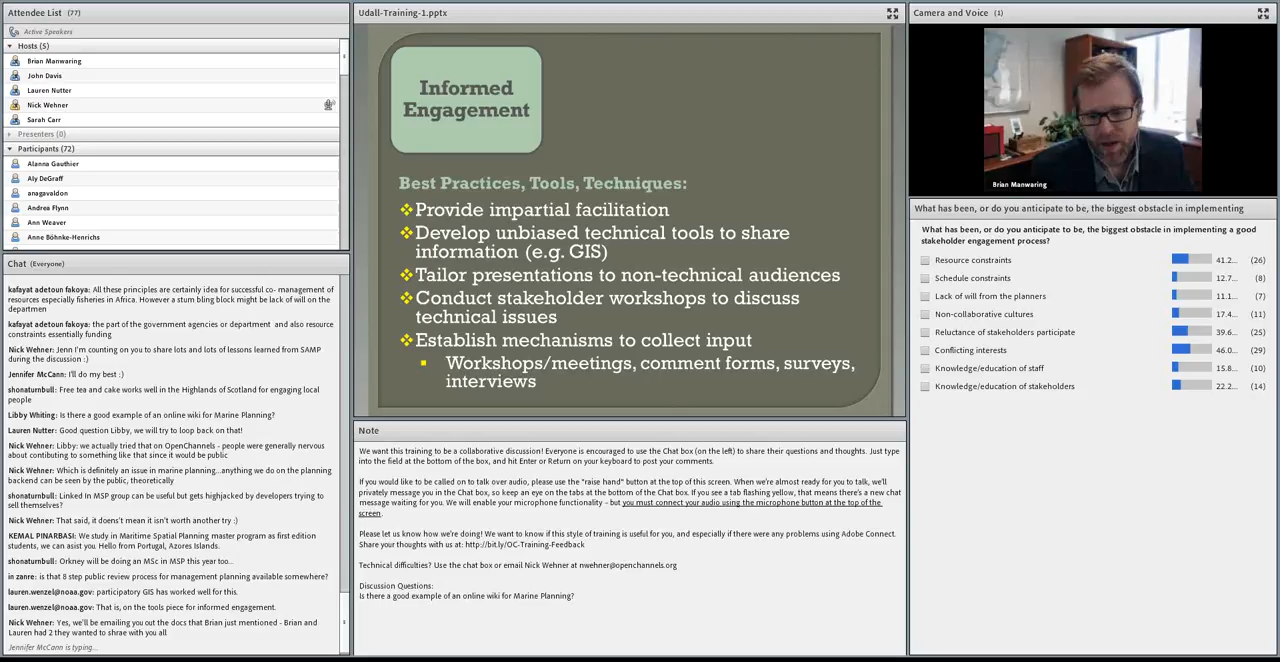 Attendee List (77)
Active Speakers
Hosts (5)
Brian Manwaring
John Davis
Lauren Nutter
Nick Wehner
Sarah Carr
Presenters (0)
Participants (72)
Alanna Gauthier
Aly DeGraff
anagavaldon
Andrea Flynn
Ann Weaver
Anne Böhnke-Henrichs
Chat (Everyone)
kafayat adetoun fakoya: All these principles are certainly idea for successful co- management of
resources especially fisheries in Africa. However a stum bling block might be lack of will on the
departmen
kafayat adetoun fakoya: the part of the government agencies or department and also resource
constraints essentially funding
Nick Wehner: Jenn I'm counting on you to share lots and lots of lessons learned from SAMP
during the discussion :)
Jennifer McCann: I'll do my best ;)
shonaturnbull: Free tea and cake works well in the Highlands of Scotland for engaging local
people
Libby Whiting: Is there a good example of an online wiki for Marine Planning?
Lauren Nutter: Good question Libby, we will try to loop back on that!
Nick Wehner: Libby: we actually tried that on OpenChannels - people were generally nervous
about contibuting to something like that since it would be public
Nick Wehner: Which is definitely an issue in marine planning...anything we do on the planning
backend can be seen by the public, theoretically
shonaturnbull: Linked In MSP group can be useful but gets highjacked by developers trying to
sell themselves?
Nick Wehner: That said, it doens't mean it isn't worth another try :)
KEMAL PINARBASI: We study in Maritime Spatial Planning master program as first edition
students, we can asist you. Hello from Portugal, Azores Islands.
shonaturnbull: Orkney will be doing an MSc in MSP this year too...
in zanre: is that 8 step public review process for management planning available somewhere?
lauren.wenzel@noaa.gov: participatory GIS has worked well for this.
lauren.wenzel@noaa.gov: That is, on the tools piece for informed engagement.
Nick Wehner: Yes, we'll be emailing you out the docs that Brian just mentioned - Brian and
Lauren had 2 they wanted to shrae with you all
Jennifer McCann is typing...
Udall-Training-1.pptx
Informed
Engagement
Best Practices, Tools, Techniques:
Provide impartial facilitation
Develop unbiased technical tools to share
information (e.g. GIS)
Tailor presentations to non-technical audiences
Conduct stakeholder workshops to discuss
technical issues
Establish mechanisms to collect input
Workshops/meetings, comment forms, surveys,
interviews
Note
We want this training to be a collaborative discussion! Everyone is encouraged to use the Chat box (on the left) to share their questions and thoughts. Just type
into the field at the bottom of the box, and hit Enter or Return on your keyboard to post your comments.
If you would like to be called on to talk over audio, please use the "raise hand" button at the top of this screen. When we're almost ready for you to talk, we'll
privately message you in the Chat box, so keep an eye on the tabs at the bottom of the Chat box. If you see a tab flashing yellow, that means there's a new chat
message waiting for you. We will enable your microphone functionality - but you must connect your audio using the microphone button at the top of the
screen.
Please let us know how we're doing! We want to know if this style of training is useful for you, and especially if there were any problems using Adobe Connect.
Share your thoughts with us at: http://bit.ly/OC-Training-Feedback
Technical difficulties? Use the chat box or email Nick Wehner at nwehner@openchannels.org
Discussion Questions:
Is there a good example of an online wiki for Marine Planning?
Camera and Voice (1)
Brian Manwaring
What has been, or do you anticipate to be, the biggest obstacle in implementing
What has been, or do you anticipate to be, the biggest obstacle in implementing a good
stakeholder engagement process?
Resource constraints 41.2... (26)
Schedule constraints 12.7... (8)
Lack of will from the planners 11.1... (7)
Non-collaborative cultures 17.4... (11)
Reluctance of stakeholders participate 39.6... (25)
Conflicting interests 46.0... (29)
Knowledge/education of staff 15.8... (10)
Knowledge/education of stakeholders 22.2... (14)